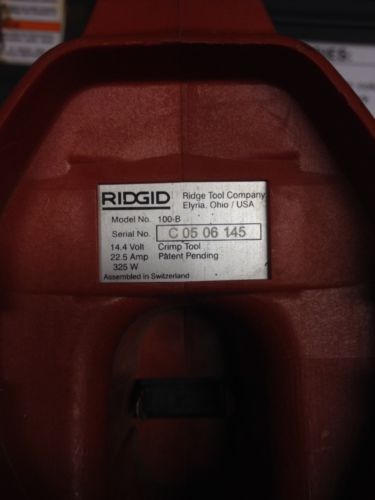 RIDGID Ridge Tool Company
Elyria, Ohio / USA
Model No. 100-B
Serial No. C 05 06 145
14.4 Volt Crimp Tool
22.5 Amp Patent Pending
325 W
Assembled in Switzerland